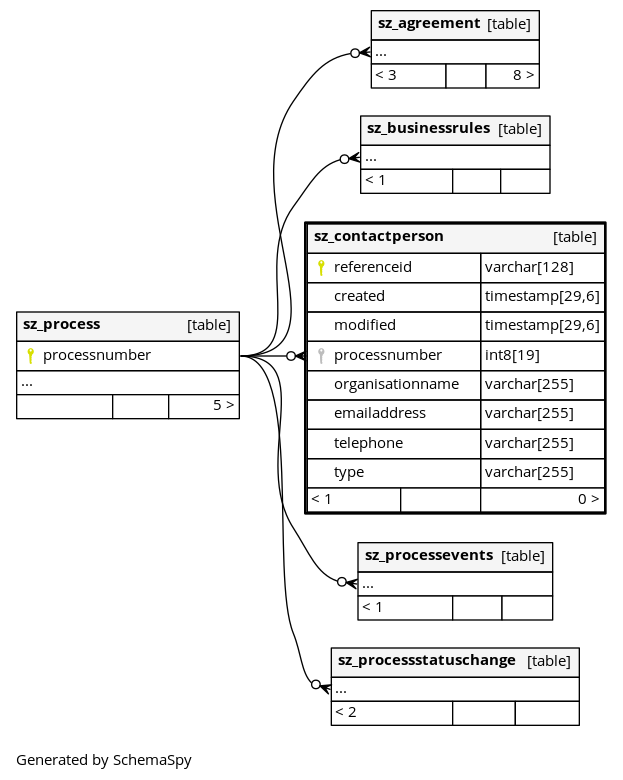 sz_agreement [table]
...
< 3 8 >
sz_businessrules [table]
...
< 1
sz_contactperson [table]
referenceid varchar[128]
created timestamp[29,6]
modified timestamp[29,6]
processnumber int8[19]
organisationname varchar[255]
emailaddress varchar[255]
telephone varchar[255]
type varchar[255]
< 1 0 >
sz_process [table]
processnumber
...
5 >
sz_processevents [table]
...
< 1
sz_processstatuschange [table]
...
< 2
Generated by SchemaSpy